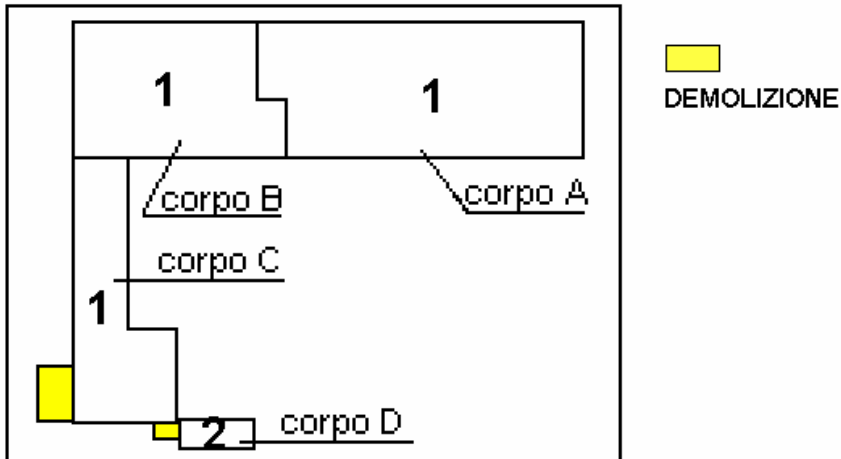 1
1
DEMOLIZIONE
corpo B
corpo A
corpo C
1
2
corpo D